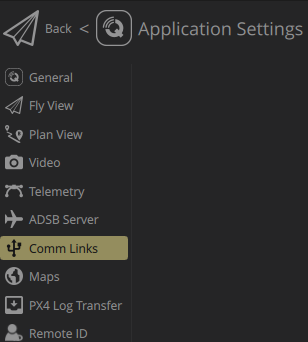 Back < Application Settings
General
Fly View
Plan View
Video
Telemetry
ADSB Server
Comm Links
Maps
PX4 Log Transfer
Remote ID